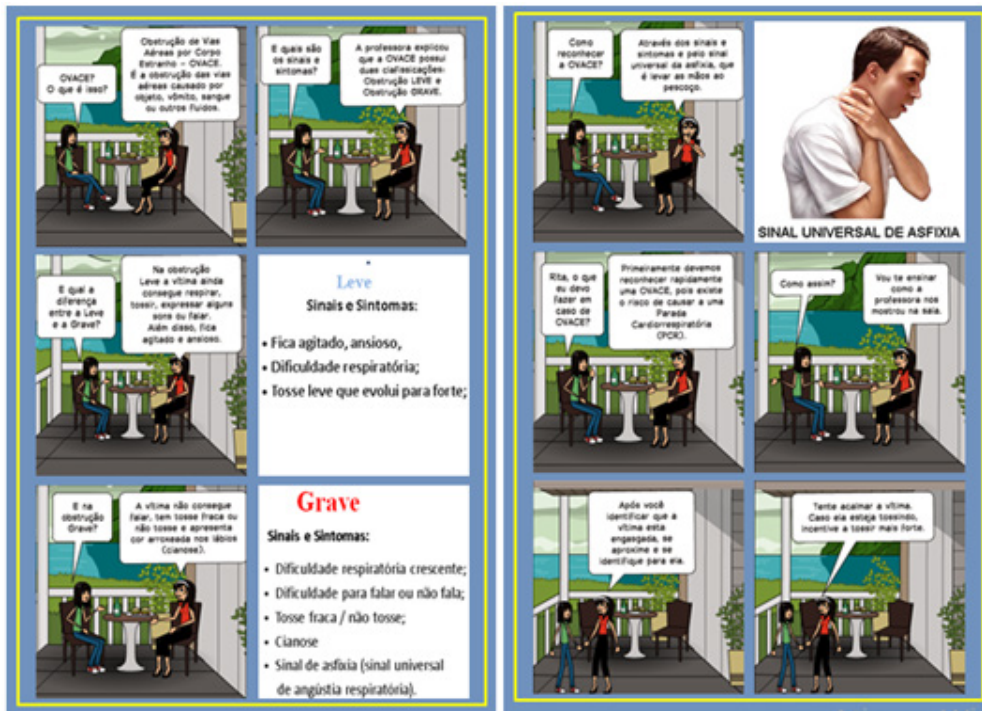 OVACE?
O que é isso?
Obstrução de Vias
Aéreas por Corpo
Estranho – OVACE.
É a obstrução das vias
aéreas causado por
objeto, vômito, sangue
ou outros fluidos.
E quais são
os sinais e
sintomas?
A professora explicou
que a OVACE possui
duas classificações:
Obstrução LEVE e
Obstrução GRAVE.
E qual a
diferença
entre a Leve
e a Grave?
Na obstrução
Leve a vítima ainda
consegue respirar,
tossir, expressar alguns
sons ou falar.
Além disso, fica
agitado e ansioso.
Leve
Sinais e Sintomas:
• Fica agitado, ansioso,
• Dificuldade respiratória;
• Tosse leve que evolui para forte;
E na
obstrução
Grave?
A vítima não consegue
falar, tem tosse fraca ou
não tosse e apresenta
cor arroxeada nos lábios
(cianose).
Grave
Sinais e Sintomas:
• Dificuldade respiratória crescente;
• Dificuldade para falar ou não fala;
• Tosse fraca / não tosse;
• Cianose
• Sinal de asfixia (sinal universal
de angústia respiratória).
Como
reconhecer
a OVACE?
Através dos sinais e
sintomas e pelo sinal
universal da asfixia, que
é levar as mãos ao
pescoço.
SINAL UNIVERSAL DE ASFIXIA
Rita, o que
eu devo
fazer em
caso de
OVACE?
Primeiramente devemos
reconhecer rapidamente
uma OVACE, pois existe
o risco de causar a uma
Parada
Cardiorrespiratória
(PCR).
Como assim?
Vou te ensinar
como a
professora nos
mostrou na sala.
Após você
identificar que a
vítima esta
engasgada, se
aproxime e se
identifique para ela.
Tente acalmar a vítima.
Caso ela esteja tossindo,
incentive a tossir mais forte.